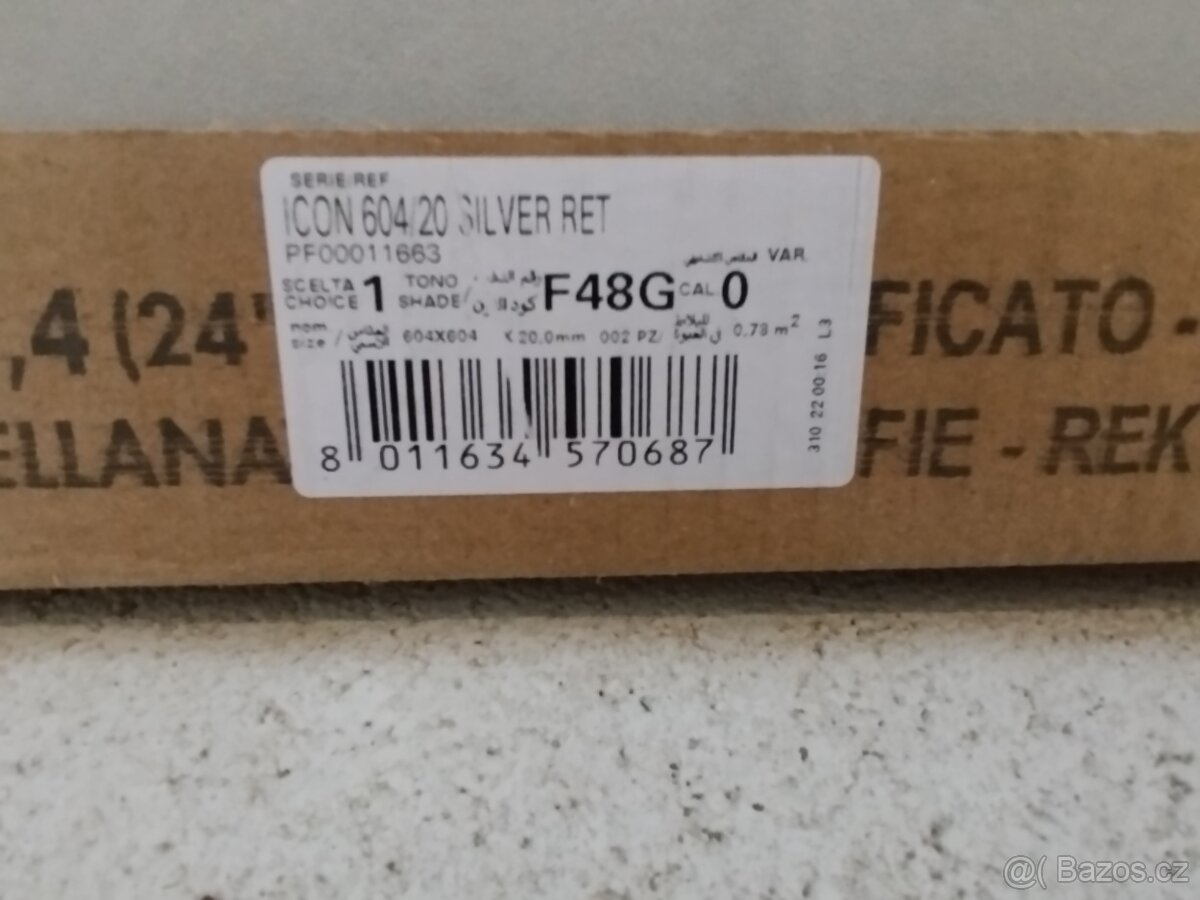 SERIE/REF
ICON 604/20 SILVER RET
PF00011663
VAR.
SCELTA 1 TONO F48G CAL 0
CHOICE SHADE/
nom. size / 604X604 X 20.0mm 002 PZ/ 0.73 m²
8 011634 570687
310 22 00:16 L3
,4 (24" FICATO -
ELLANA FIE - REK
@( Bazos.cz